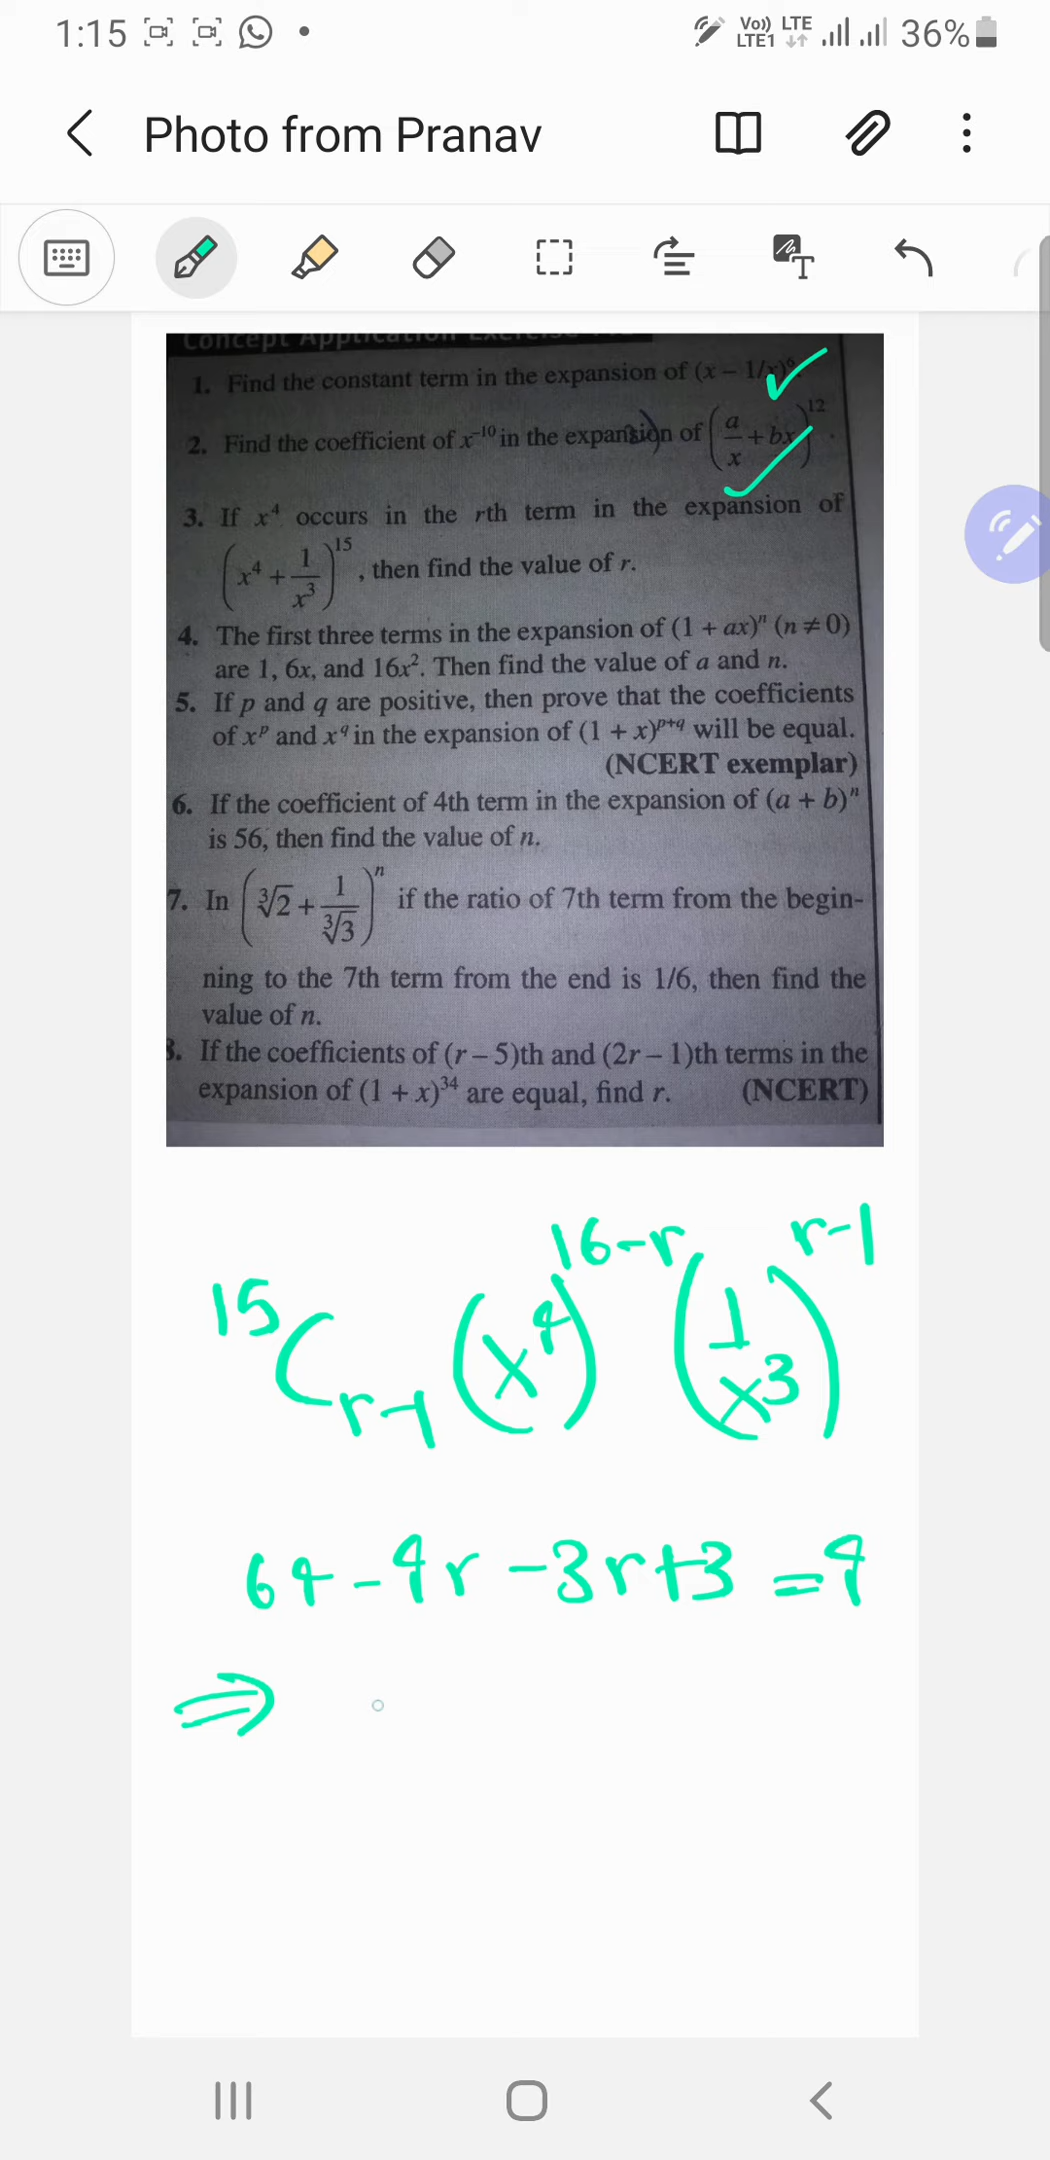 1:15
Vo)) LTE
LTE1
36%
Photo from Pranav
Concept Application
1. Find the constant term in the expansion of (x – 1/x)
2. Find the coefficient of x⁻¹⁰ in the expansion of (a/x + bx)¹².
3. If x⁴ occurs in the rth term in the expansion of
(x⁴ + 1/x³)¹⁵, then find the value of r.
4. The first three terms in the expansion of (1 + ax)ⁿ (n ≠ 0)
are 1, 6x, and 16x². Then find the value of a and n.
5. If p and q are positive, then prove that the coefficients
of xᵖ and x^q in the expansion of (1 + x)^(p+q) will be equal.
(NCERT exemplar)
6. If the coefficient of 4th term in the expansion of (a + b)ⁿ
is 56, then find the value of n.
7. In (∛2 + 1/∛3)ⁿ if the ratio of 7th term from the begin-
ning to the 7th term from the end is 1/6, then find the
value of n.
8. If the coefficients of (r – 5)th and (2r – 1)th terms in the
expansion of (1 + x)³⁴ are equal, find r. (NCERT)
¹⁵C_(r-1) (x⁴)^(16-r) (1/x³)^(r-1)
64 - 4r - 3r + 3 = 4
⇒